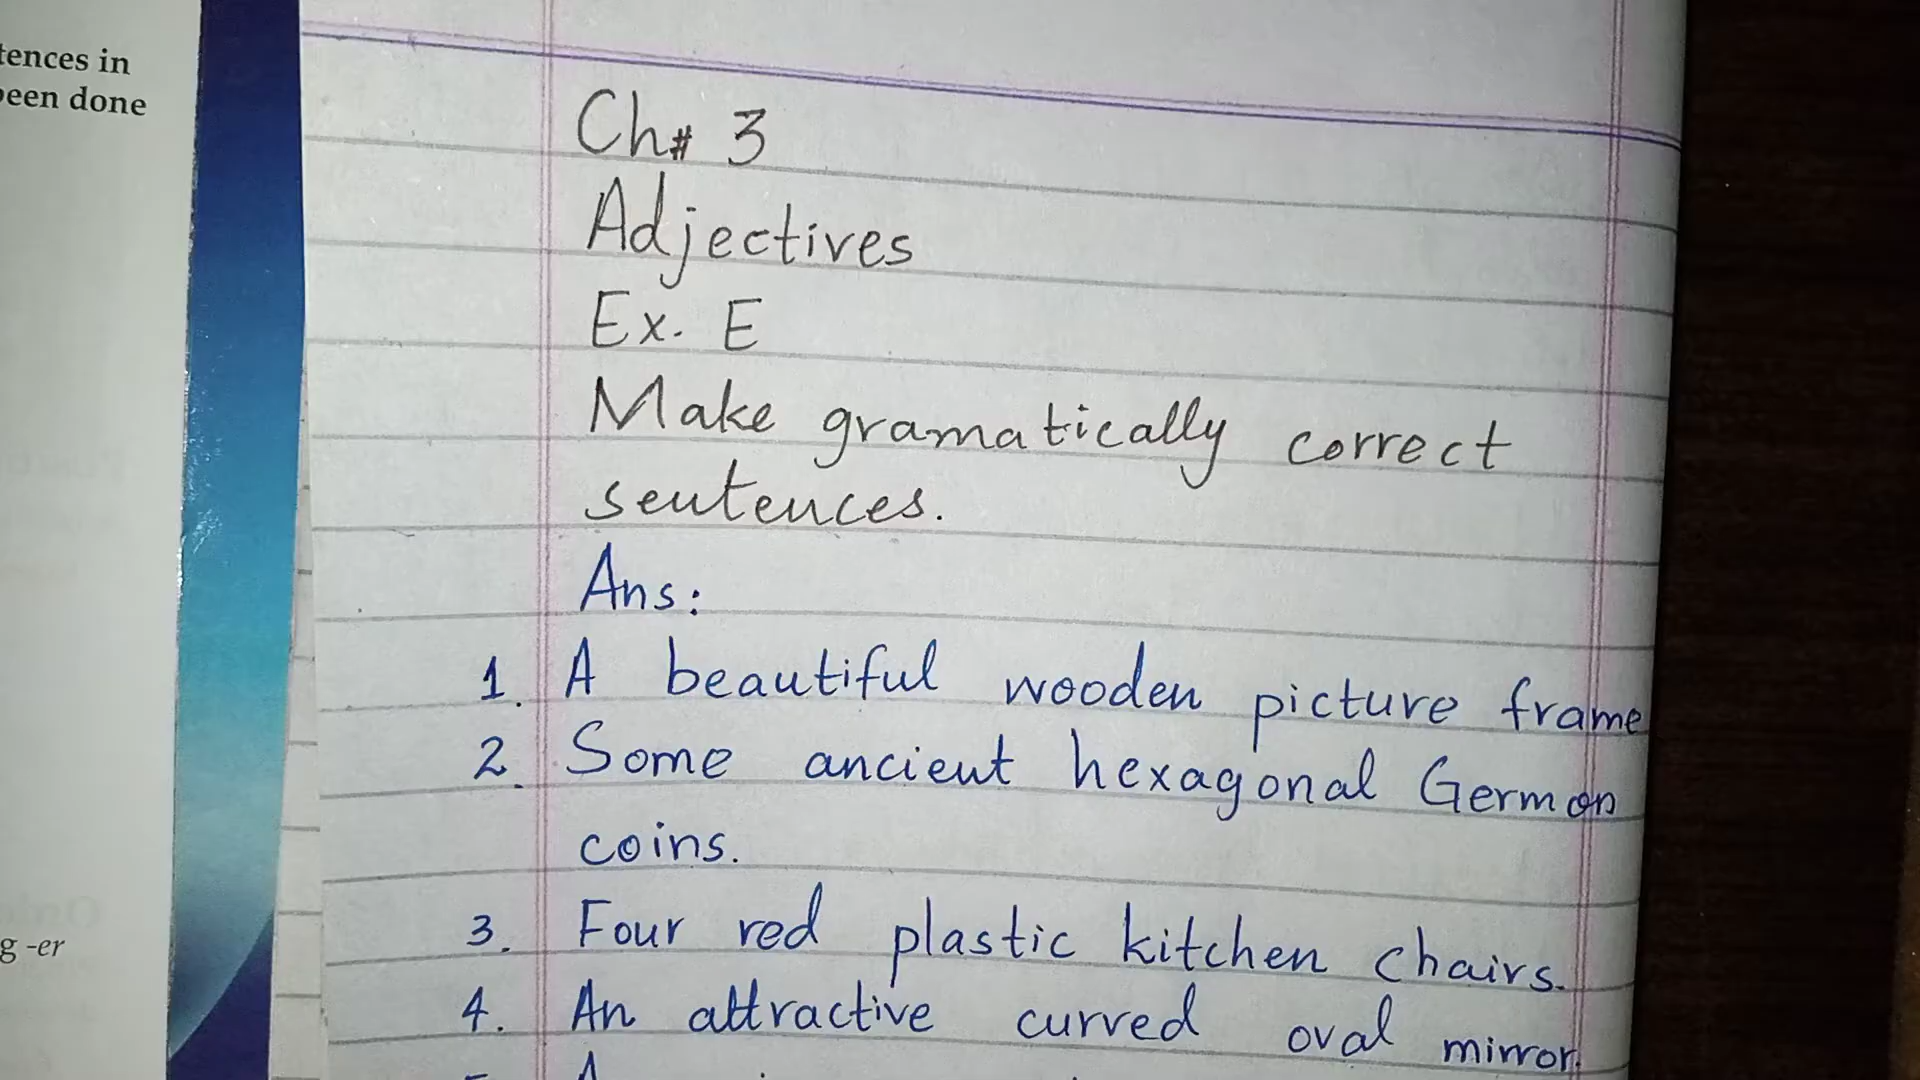 tences in
been done
g -er
Ch# 3
Adjectives
Ex. E
Make gramatically correct
sentences.
Ans:
1. A beautiful wooden picture frame
2. Some ancient hexagonal German
coins.
3. Four red plastic kitchen chairs.
4. An attractive curved oval mirror.